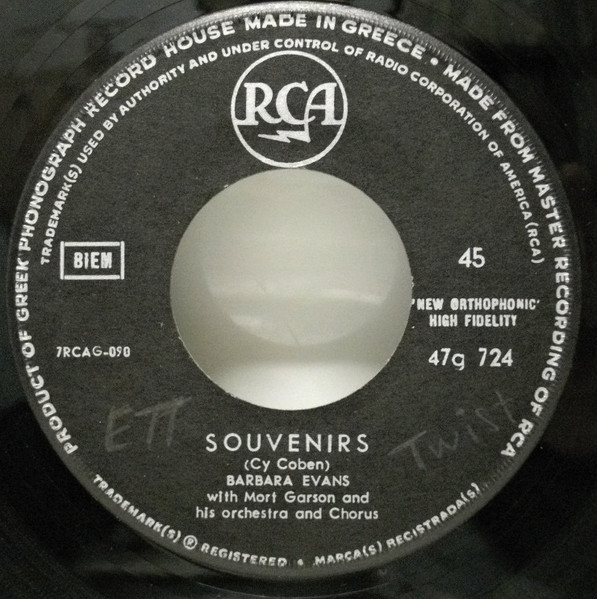 PRODUCT OF GREEK PHONOGRAPH RECORD HOUSE MADE IN GREECE • MADE FROM MASTER RECORDING OF RCA
TRADEMARK(S) USED BY AUTHORITY AND UNDER CONTROL OF RADIO CORPORATION OF AMERICA (RCA)
RCA
BIEM
45
'NEW ORTHOPHONIC'
HIGH FIDELITY
7RCAG-090
47g 724
ETT
Twist
SOUVENIRS
(Cy Coben)
BARBARA EVANS
with Mort Garson and
his orchestra and Chorus
TRADEMARK(S) ® REGISTERED • MARCA(S) REGISTRADA(S)